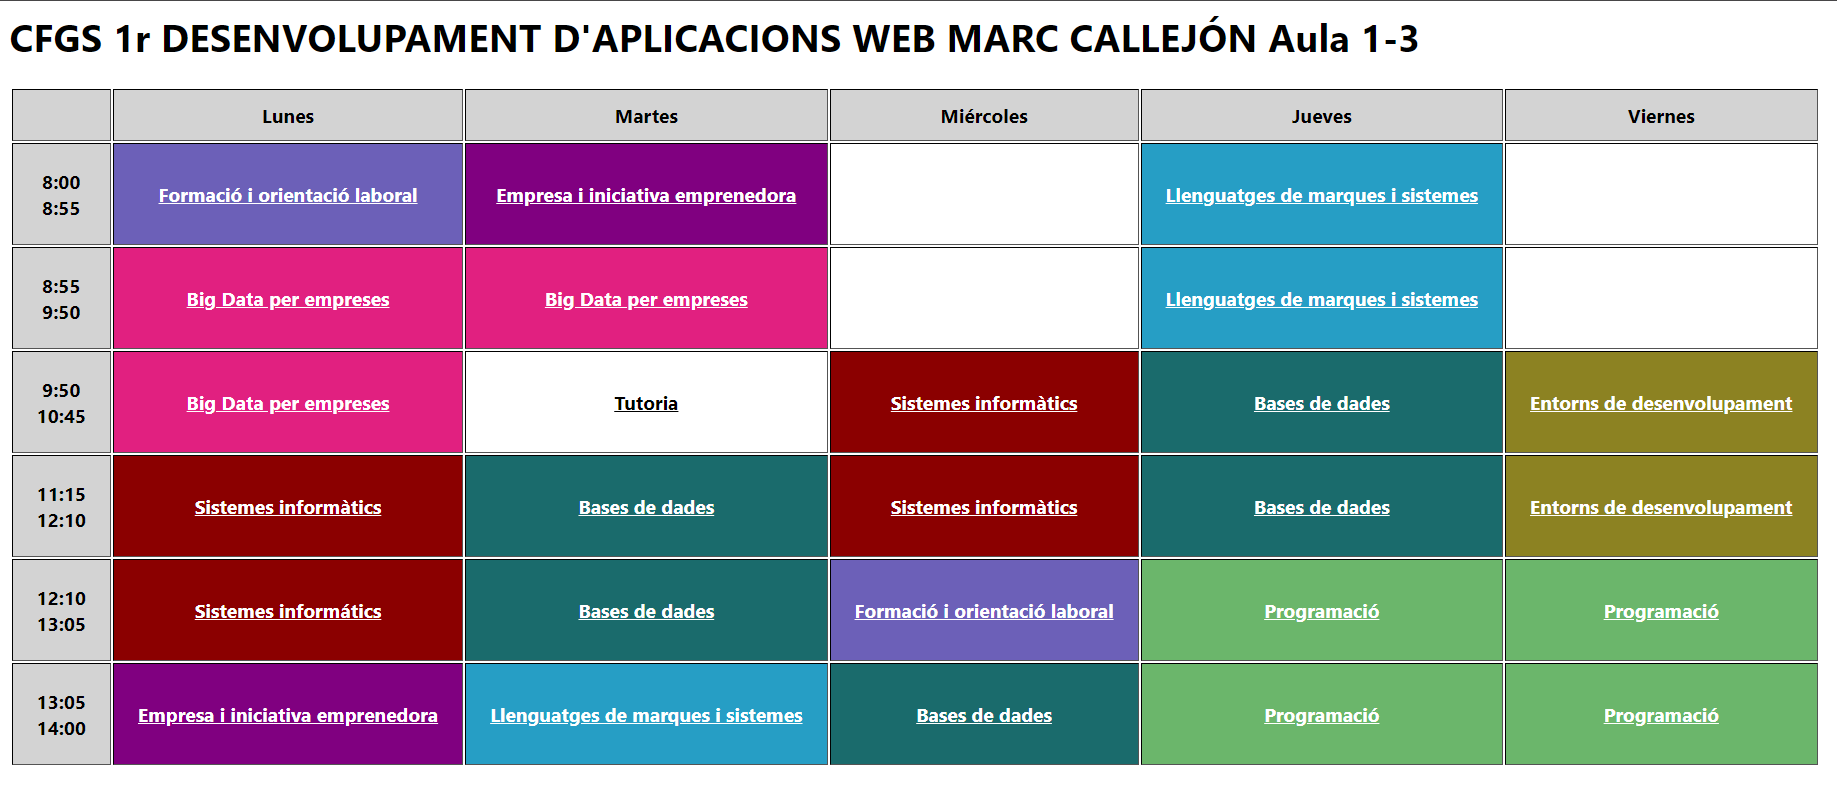 CFGS 1r DESENVOLUPAMENT D'APLICACIONS WEB MARC CALLEJÓN Aula 1-3
Lunes Martes Miércoles Jueves Viernes
8:00
8:55
Formació i orientació laboral Empresa i iniciativa emprenedora Llenguatges de marques i sistemes
8:55
9:50
Big Data per empreses Big Data per empreses Llenguatges de marques i sistemes
9:50
10:45
Big Data per empreses Tutoria Sistemes informàtics Bases de dades Entorns de desenvolupament
11:15
12:10
Sistemes informàtics Bases de dades Sistemes informàtics Bases de dades Entorns de desenvolupament
12:10
13:05
Sistemes informátics Bases de dades Formació i orientació laboral Programació Programació
13:05
14:00
Empresa i iniciativa emprenedora Llenguatges de marques i sistemes Bases de dades Programació Programació